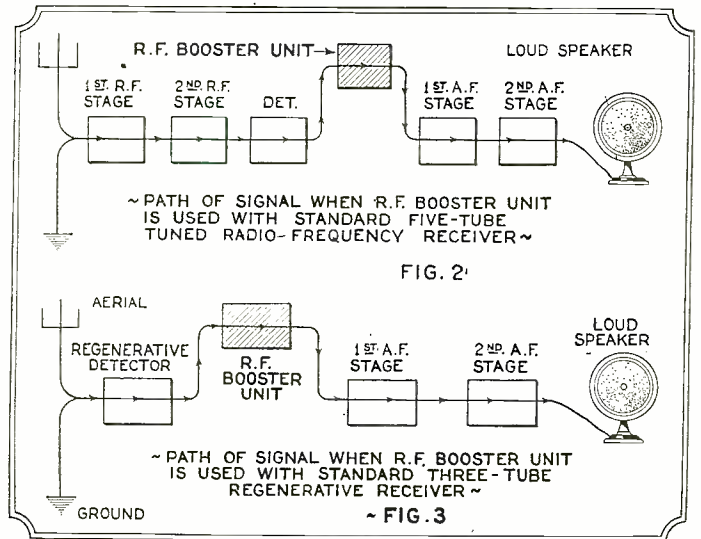 R.F. BOOSTER UNIT
LOUD SPEAKER
1ST. R.F.
STAGE
2ND. R.F.
STAGE
DET.
1ST. A.F.
STAGE
2ND. A.F.
STAGE
~PATH OF SIGNAL WHEN R.F. BOOSTER UNIT
IS USED WITH STANDARD FIVE-TUBE
TUNED RADIO-FREQUENCY RECEIVER~
FIG. 2
AERIAL
REGENERATIVE
DETECTOR
R.F.
BOOSTER
UNIT
1ST. A.F.
STAGE
2ND. A.F.
STAGE
LOUD
SPEAKER
~PATH OF SIGNAL WHEN R.F. BOOSTER UNIT
IS USED WITH STANDARD THREE-TUBE
REGENERATIVE RECEIVER~
GROUND
~FIG.3